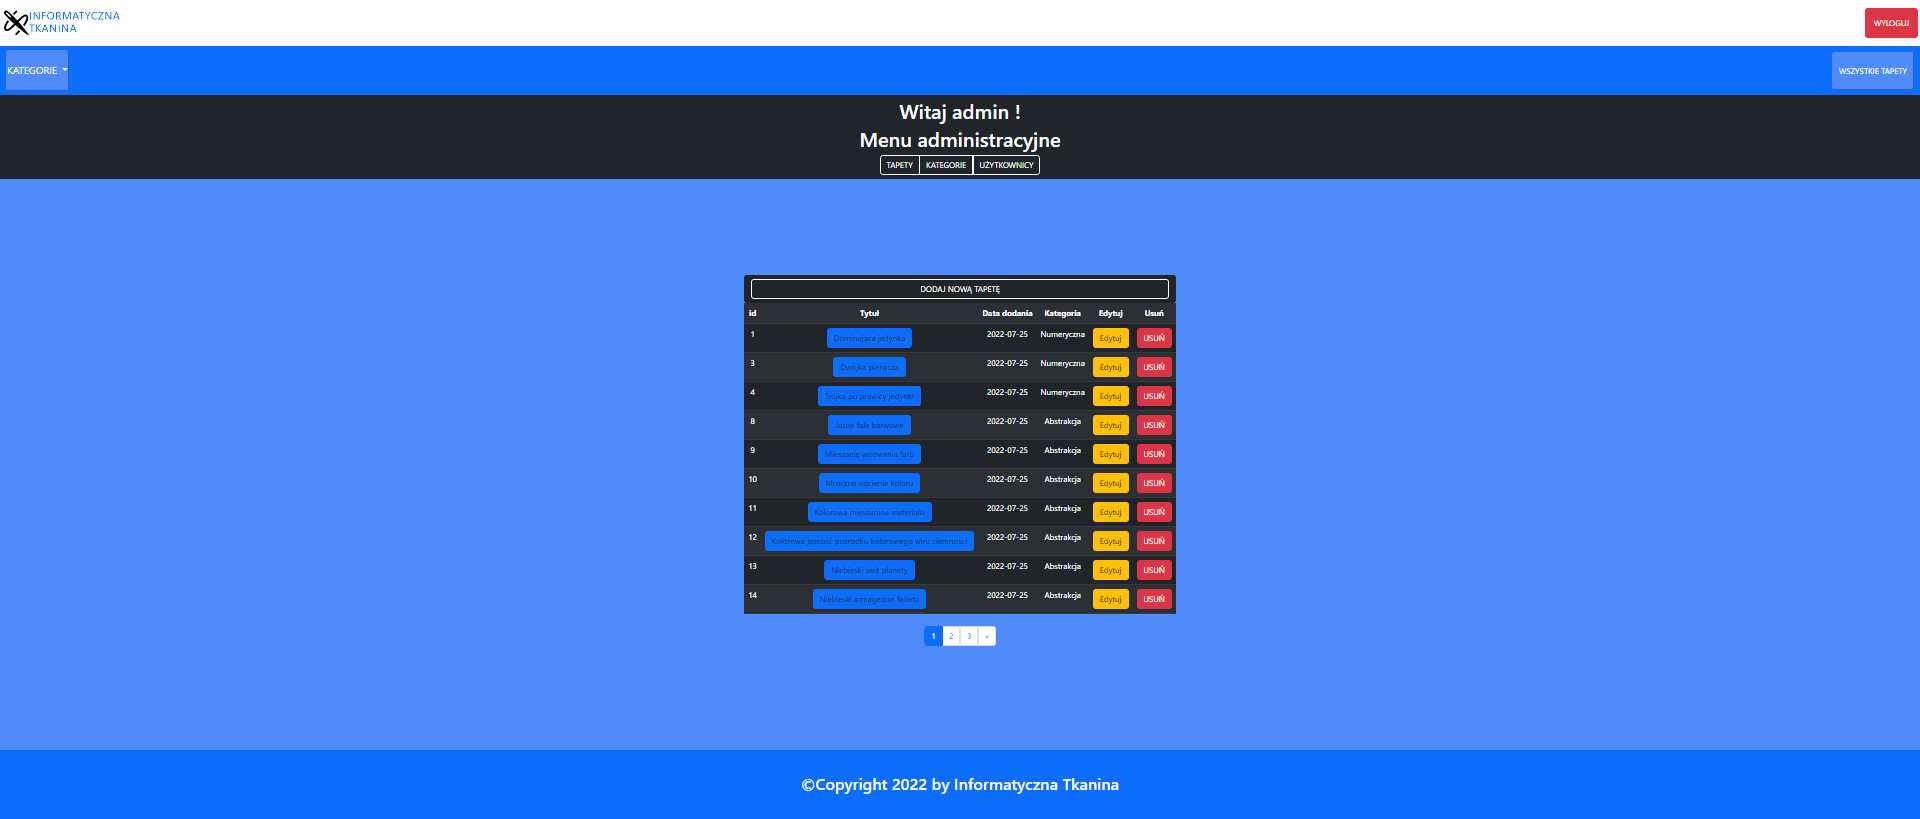 INFORMATYCZNA
TKANINA
WYLOGUJ
KATEGORIE
WSZYSTKIE TAPETY
Witaj admin !
Menu administracyjne
TAPETY KATEGORIE UŻYTKOWNICY
DODAJ NOWĄ TAPETĘ
id Tytuł Data dodania Kategoria Edytuj Usuń
1 Dominująca jedynka 2022-07-25 Numeryczna Edytuj USUŃ
3 Dwójka pierwsza 2022-07-25 Numeryczna Edytuj USUŃ
4 Trojka po prawicy jedynki 2022-07-25 Numeryczna Edytuj USUŃ
8 Jasne fale barwowe 2022-07-25 Abstrakcja Edytuj USUŃ
9 Mieszanie wirowania farb 2022-07-25 Abstrakcja Edytuj USUŃ
10 Mroczne odcienie koloru 2022-07-25 Abstrakcja Edytuj USUŃ
11 Kolorowa mieszanina materiału 2022-07-25 Abstrakcja Edytuj USUŃ
12 Kolorowa jasność pośrodku kolorowego wiru ciemności 2022-07-25 Abstrakcja Edytuj USUŃ
13 Niebieski świt planety 2022-07-25 Abstrakcja Edytuj USUŃ
14 Niebieski armagedon fioletu 2022-07-25 Abstrakcja Edytuj USUŃ
1 2 3 »
©Copyright 2022 by Informatyczna Tkanina